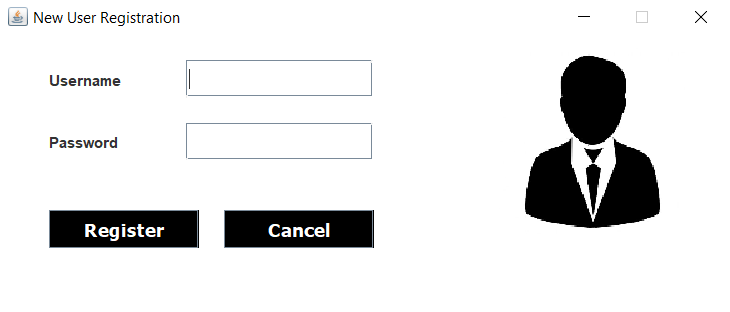 New User Registration
Username
Password
Register
Cancel